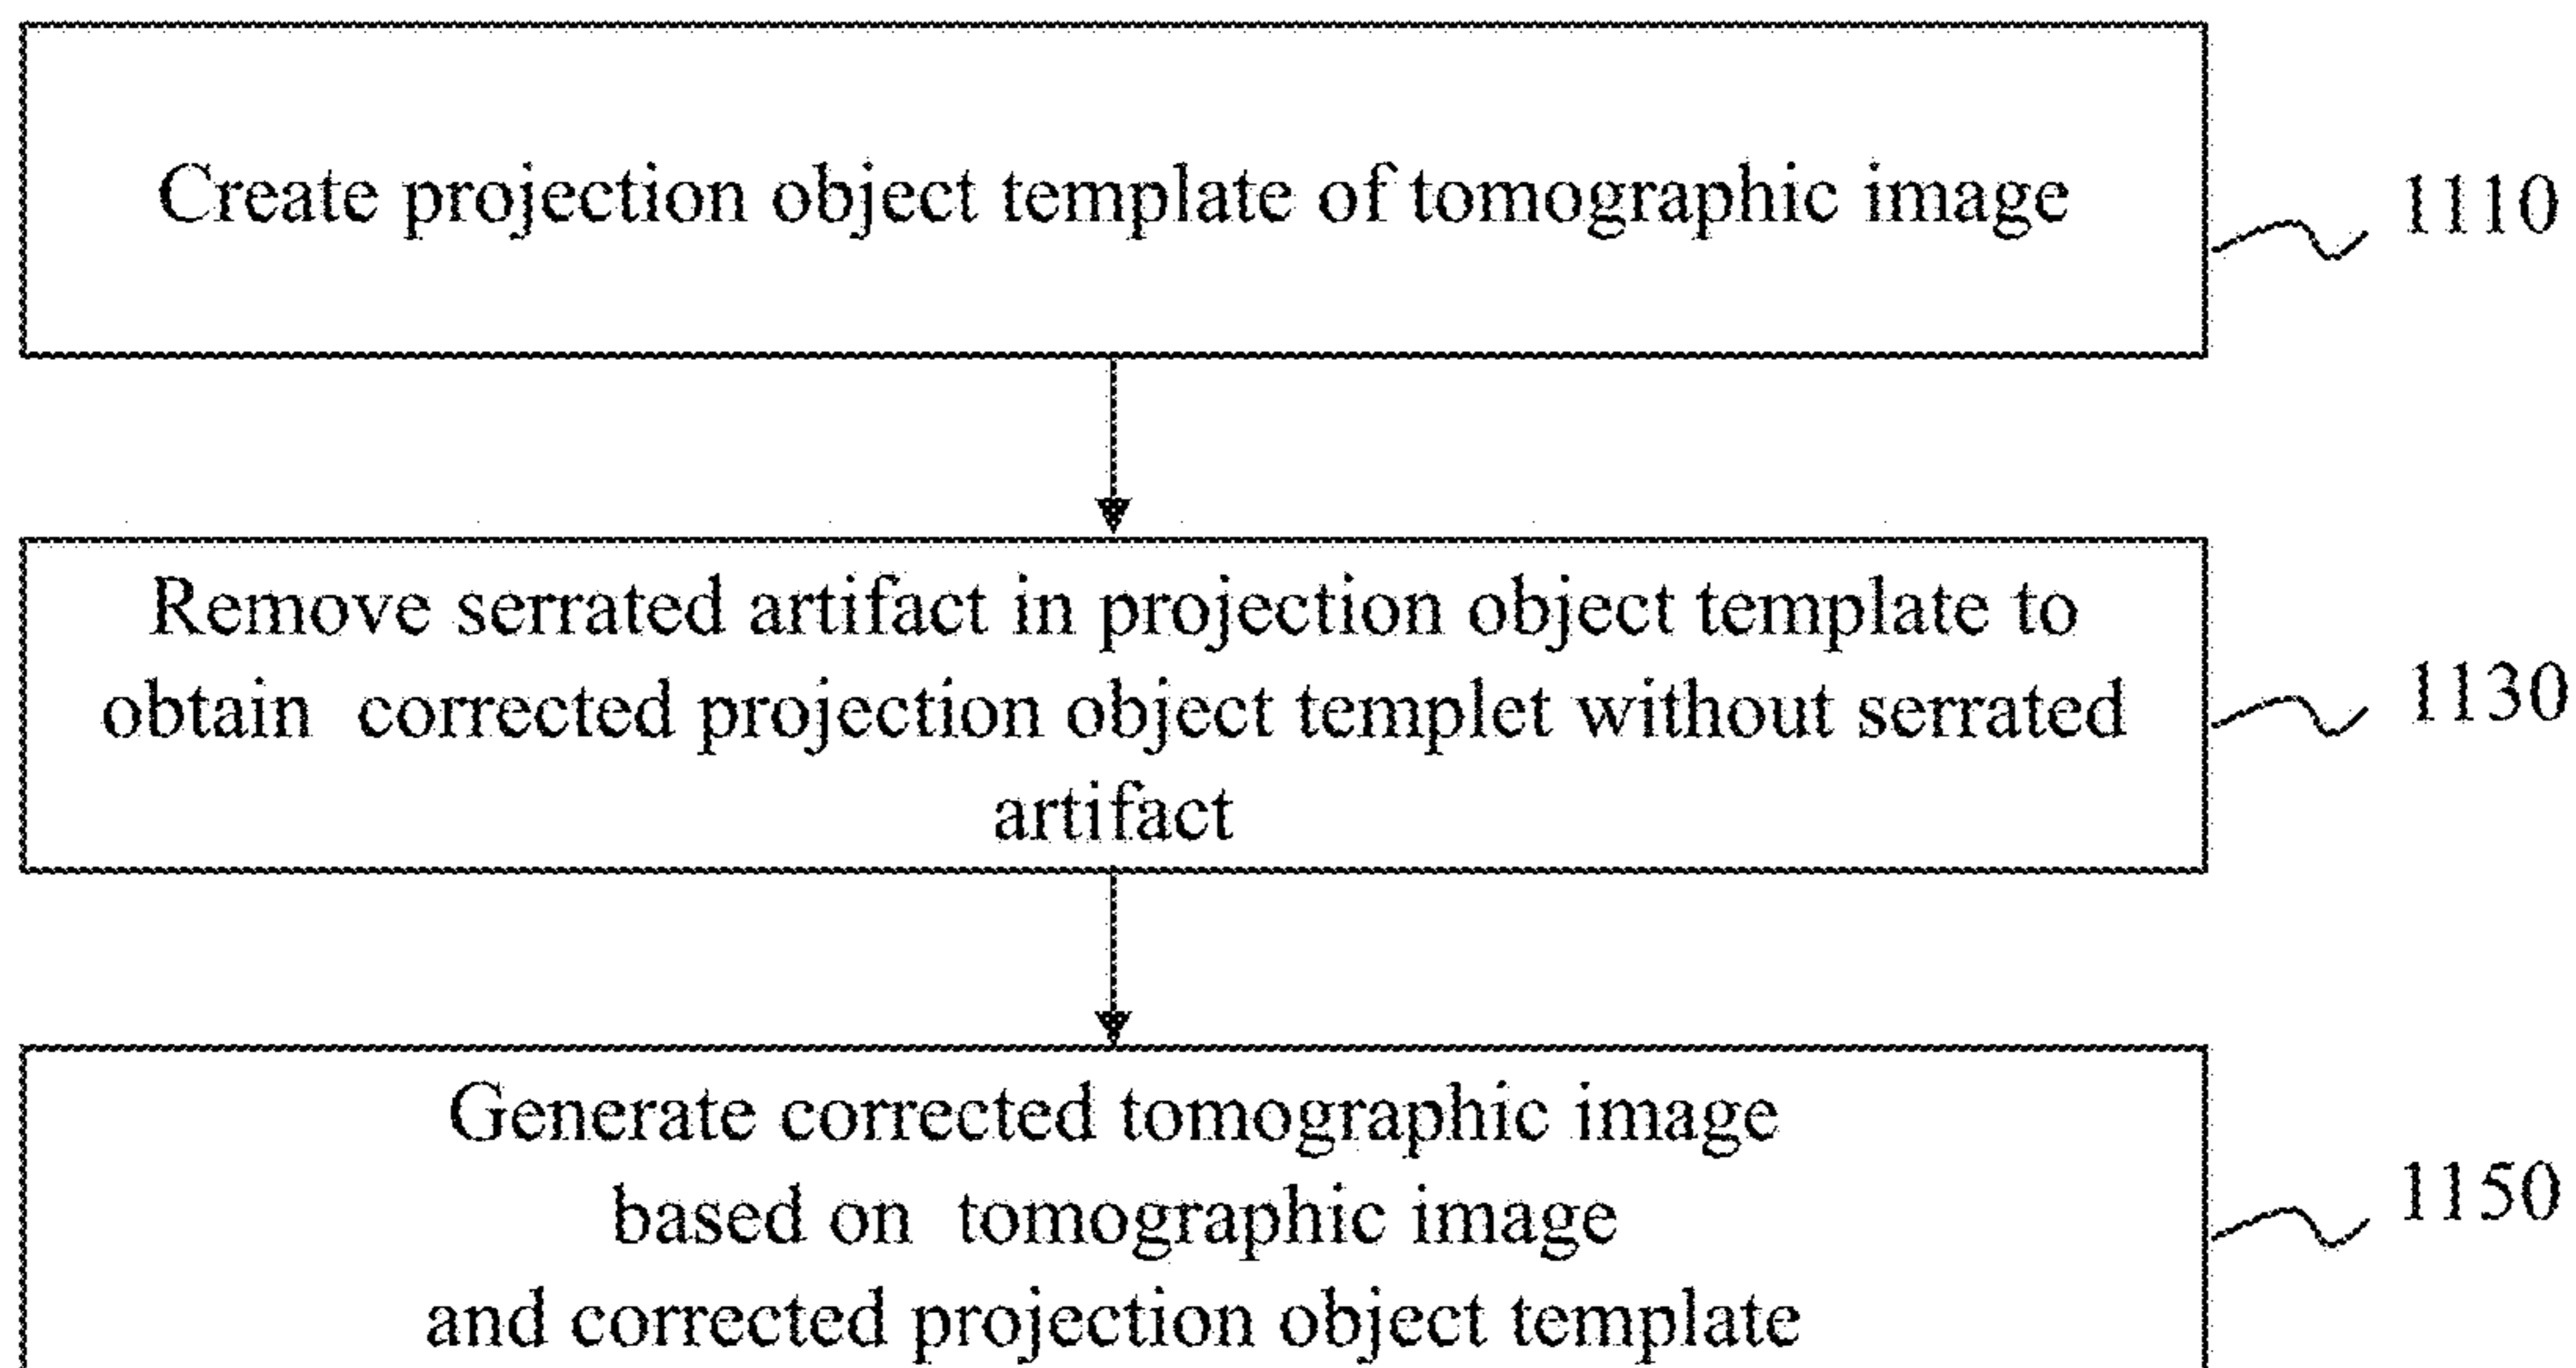 Create projection object template of tomographic image
1110
Remove serrated artifact in projection object template to
obtain corrected projection object templet without serrated
artifact
1130
Generate corrected tomographic image
based on tomographic image
and corrected projection object template
1150